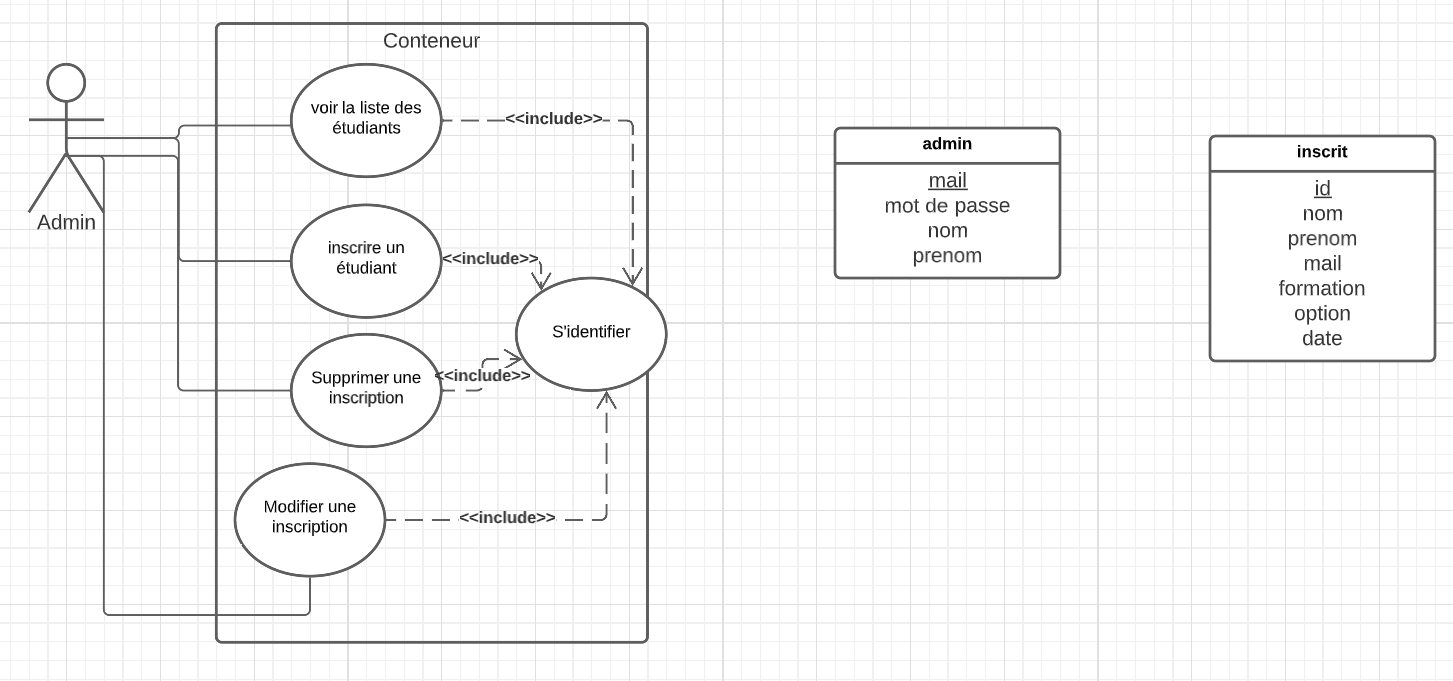 Conteneur
voir la liste des
étudiants
<<include>>
Admin
inscrire un
étudiant
<<include>>
S'identifier
Supprimer une
inscription
<<include>>
Modifier une
inscription
<<include>>
admin
mail
mot de passe
nom
prenom
inscrit
id
nom
prenom
mail
formation
option
date